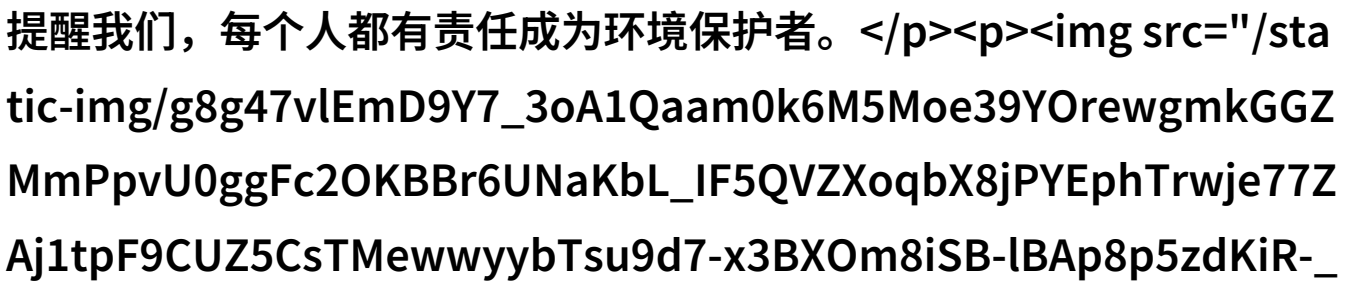 提醒我们，每个人都有责任成为环境保护者。</p><p><img src="/sta
tic-img/g8g47vlEmD9Y7_3oA1Qaam0k6M5Moe39YOrewgmkGGZ
MmPpvU0ggFc2OKBBr6UNaKbL_IF5QVZXoqbX8jPYEphTrwje77Z
Aj1tpF9CUZ5CsTMewwyybTsu9d7-x3BXOm8iSB-lBAp8p5zdKiR-_